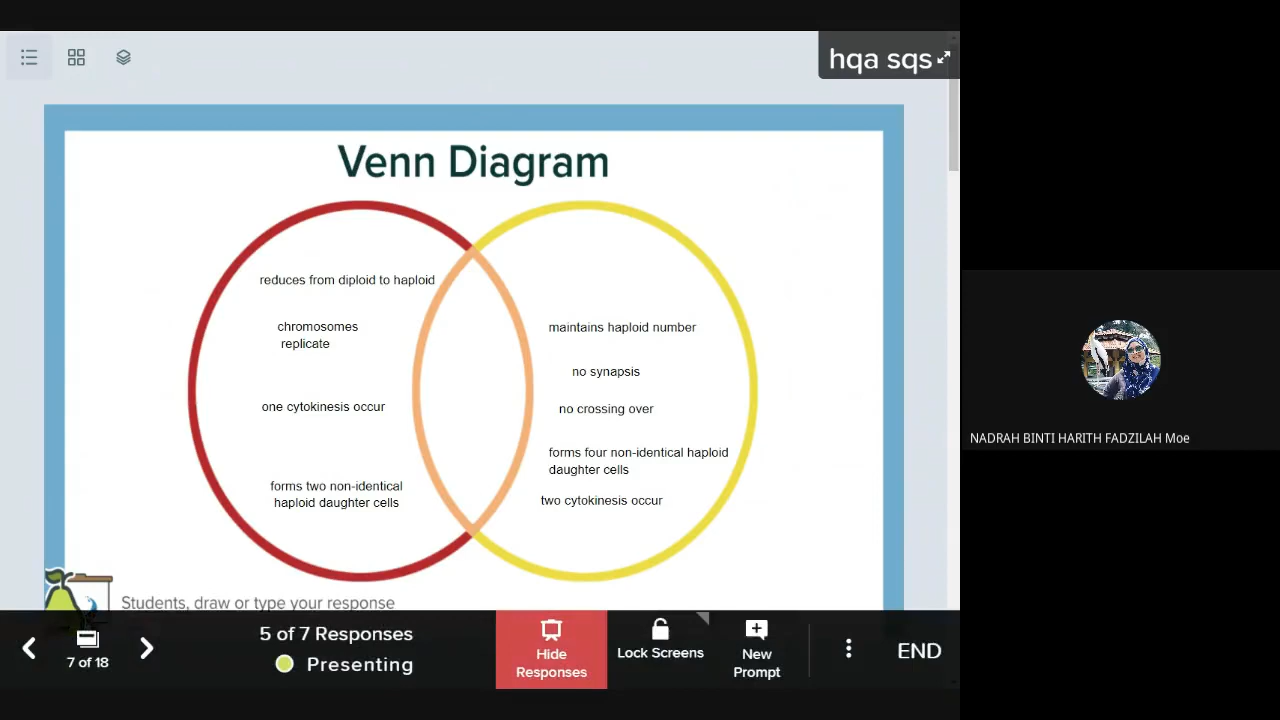 hqa sqs
Venn Diagram
reduces from diploid to haploid
chromosomes
replicate
one cytokinesis occur
forms two non-identical
haploid daughter cells
maintains haploid number
no synapsis
no crossing over
forms four non-identical haploid
daughter cells
two cytokinesis occur
Students, draw or type your response
NADRAH BINTI HARITH FADZILAH Moe
7 of 18
5 of 7 Responses
Presenting
Hide
Responses
Lock Screens
New
Prompt
END